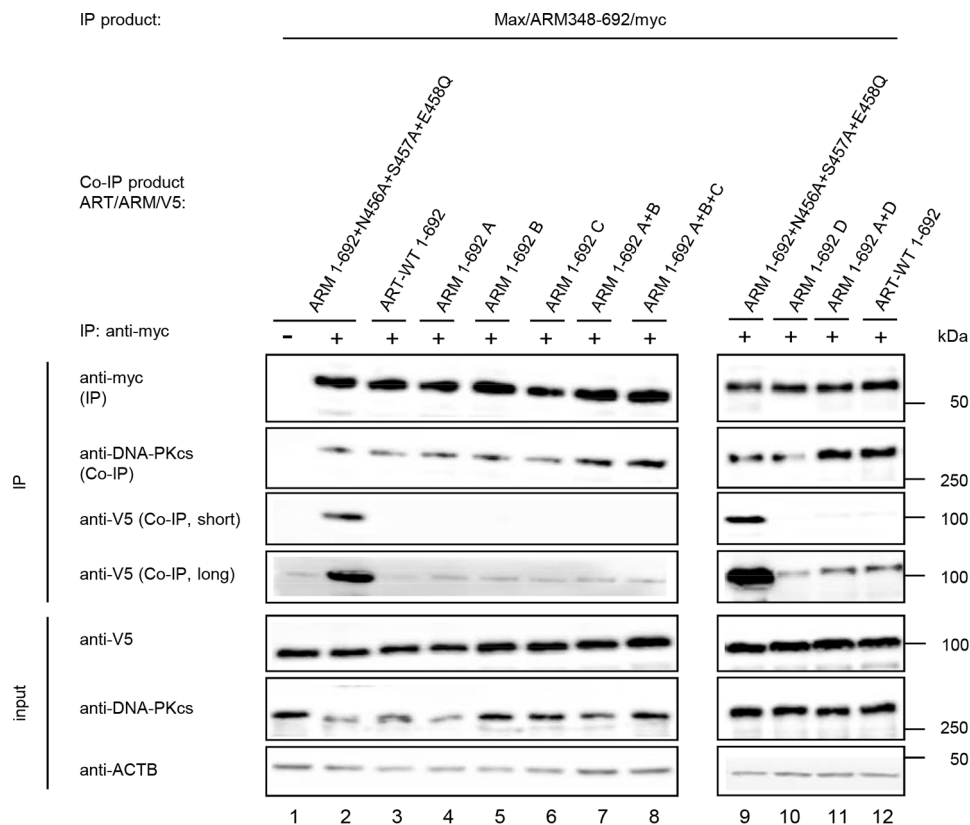 IP product:
Max/ARM348-692/myc
Co-IP product
ART/ARM/V5:
ARM 1-692+N456A+S457A+E458Q
ART-WT 1-692
ARM 1-692 A
ARM 1-692 B
ARM 1-692 C
ARM 1-692 A+B
ARM 1-692 A+B+C
ARM 1-692+N456A+S457A+E458Q
ARM 1-692 D
ARM 1-692 A+D
ART-WT 1-692
IP: anti-myc
- + + + + + + + + + + +
kDa
IP
anti-myc
(IP)
50
anti-DNA-PKcs
(Co-IP)
250
anti-V5 (Co-IP, short)
100
anti-V5 (Co-IP, long)
100
input
anti-V5
100
anti-DNA-PKcs
250
anti-ACTB
50
1 2 3 4 5 6 7 8 9 10 11 12